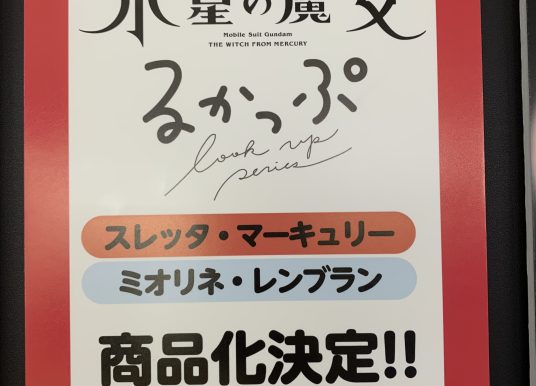 水星の魔女
Mobile Suit Gundam
THE WITCH FROM MERCURY
るかっぷ
look up
series
スレッタ・マーキュリー
ミオリネ・レンブラン
商品化決定!!